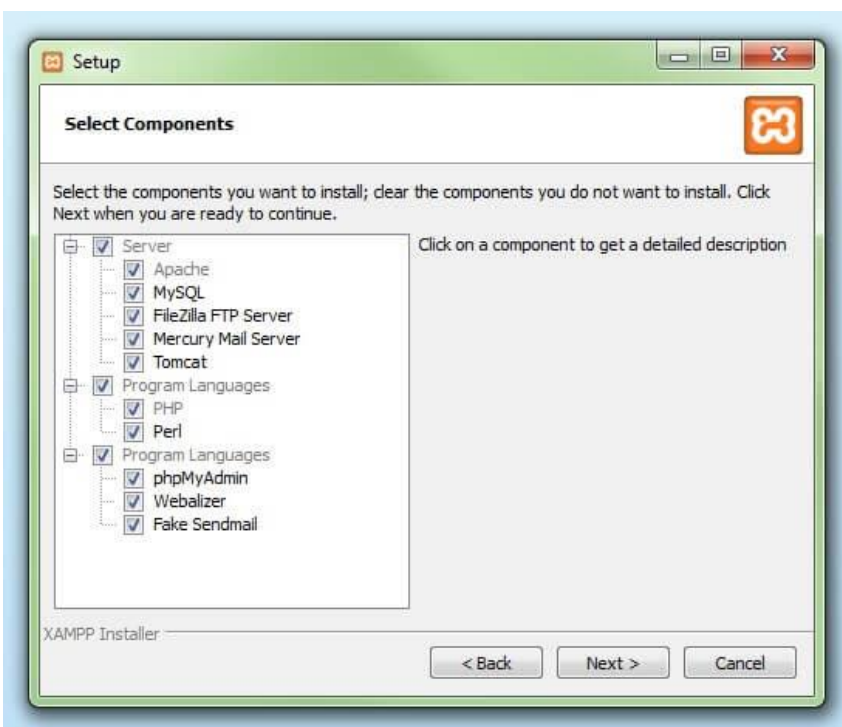 Setup
Select Components
Select the components you want to install; clear the components you do not want to install. Click
Next when you are ready to continue.
Server
Apache
MySQL
FileZilla FTP Server
Mercury Mail Server
Tomcat
Program Languages
PHP
Perl
Program Languages
phpMyAdmin
Webalizer
Fake Sendmail
Click on a component to get a detailed description
XAMPP Installer
< Back
Next >
Cancel